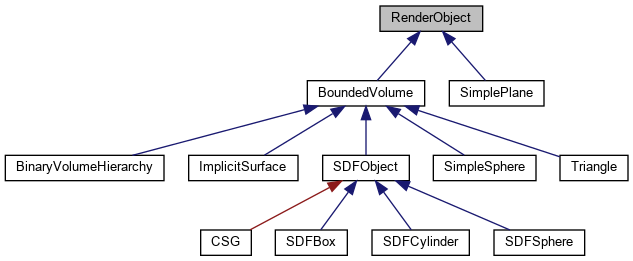 RenderObject
BoundedVolume
SimplePlane
BinaryVolumeHierarchy
ImplicitSurface
SDFObject
SimpleSphere
Triangle
CSG
SDFBox
SDFCylinder
SDFSphere